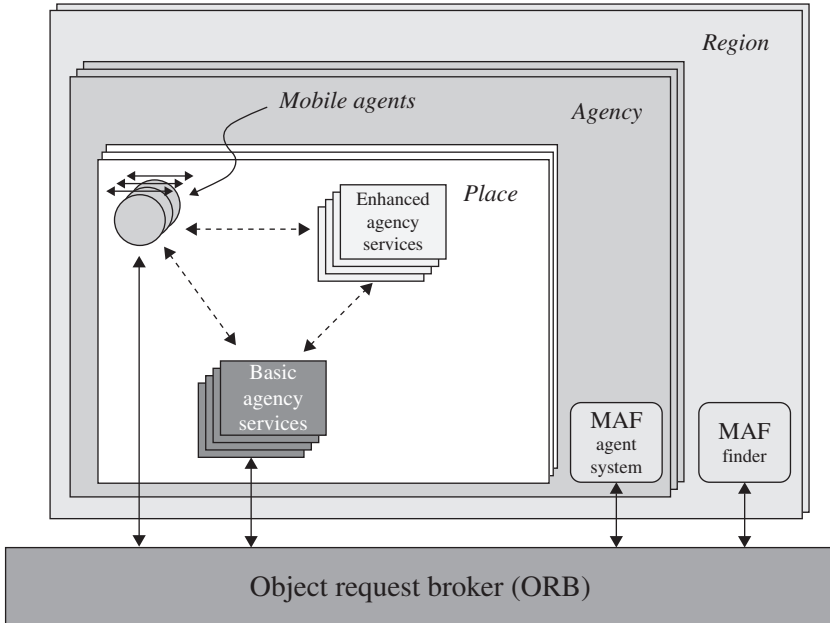 Region
Mobile agents
Agency
Place
Enhanced
agency
services
Basic
agency
services
MAF
agent
system
MAF
finder
Object request broker (ORB)